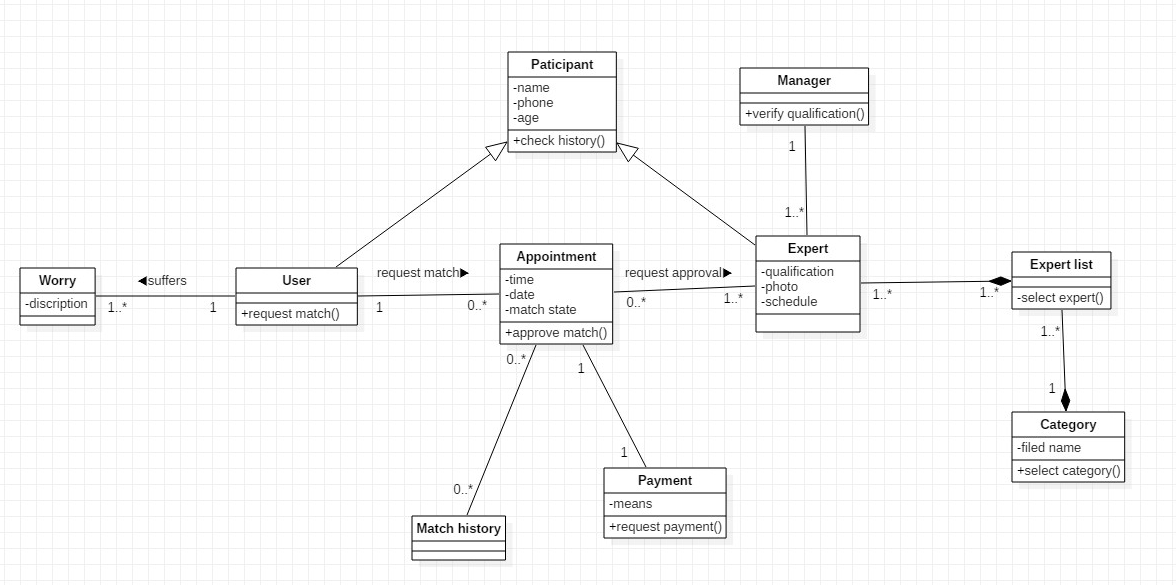 Paticipant
-name
-phone
-age
+check history()
Manager
+verify qualification()
1
1..*
Worry
-discription
◀suffers
1..*
1
User
+request match()
request match▶
1
0..*
Appointment
-time
-date
-match state
+approve match()
request approval▶
0..*
1..*
Expert
-qualification
-photo
-schedule
1..*
1..*
Expert list
-select expert()
1..*
1
Category
-filed name
+select category()
0..*
0..*
Match history
1
1
Payment
-means
+request payment()